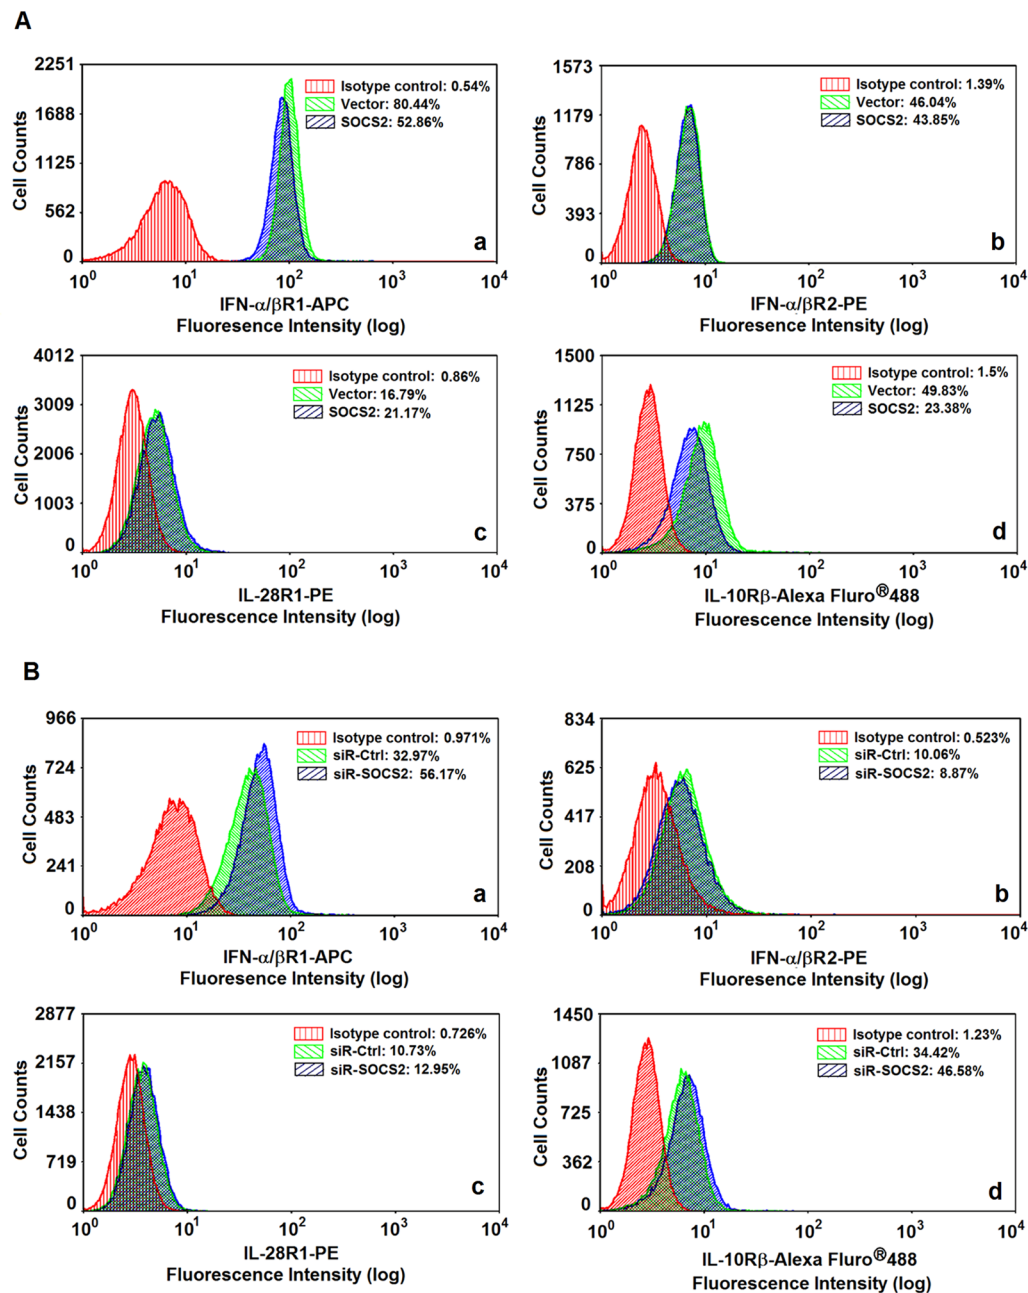 A
2251
1688
1125
562
0
Cell Counts
Isotype control: 0.54%
Vector: 80.44%
SOCS2: 52.86%
a
10⁰ 10¹ 10² 10³ 10⁴
IFN-α/βR1-APC
Fluoresence Intensity (log)
1573
1179
786
393
0
Cell Counts
Isotype control: 1.39%
Vector: 46.04%
SOCS2: 43.85%
b
10⁰ 10¹ 10² 10³ 10⁴
IFN-α/βR2-PE
Fluoresence Intensity (log)
4012
3009
2006
1003
0
Cell Counts
Isotype control: 0.86%
Vector: 16.79%
SOCS2: 21.17%
c
10⁰ 10¹ 10² 10³ 10⁴
IL-28R1-PE
Fluorescence Intensity (log)
1500
1125
750
375
0
Cell Counts
Isotype control: 1.5%
Vector: 49.83%
SOCS2: 23.38%
d
10⁰ 10¹ 10² 10³ 10⁴
IL-10Rβ-Alexa Fluro®488
Fluorescence Intensity (log)
B
966
724
483
241
0
Cell Counts
Isotype control: 0.971%
siR-Ctrl: 32.97%
siR-SOCS2: 56.17%
a
10⁰ 10¹ 10² 10³ 10⁴
IFN-α/βR1-APC
Fluoresence Intensity (log)
834
625
417
208
0
Cell Counts
Isotype control: 0.523%
siR-Ctrl: 10.06%
siR-SOCS2: 8.87%
b
10⁰ 10¹ 10² 10³ 10⁴
IFN-α/βR2-PE
Fluoresence Intensity (log)
2877
2157
1438
719
0
Cell Counts
Isotype control: 0.726%
siR-Ctrl: 10.73%
siR-SOCS2: 12.95%
c
10⁰ 10¹ 10² 10³ 10⁴
IL-28R1-PE
Fluorescence Intensity (log)
1450
1087
725
362
0
Cell Counts
Isotype control: 1.23%
siR-Ctrl: 34.42%
siR-SOCS2: 46.58%
d
10⁰ 10¹ 10² 10³ 10⁴
IL-10Rβ-Alexa Fluro®488
Fluorescence Intensity (log)